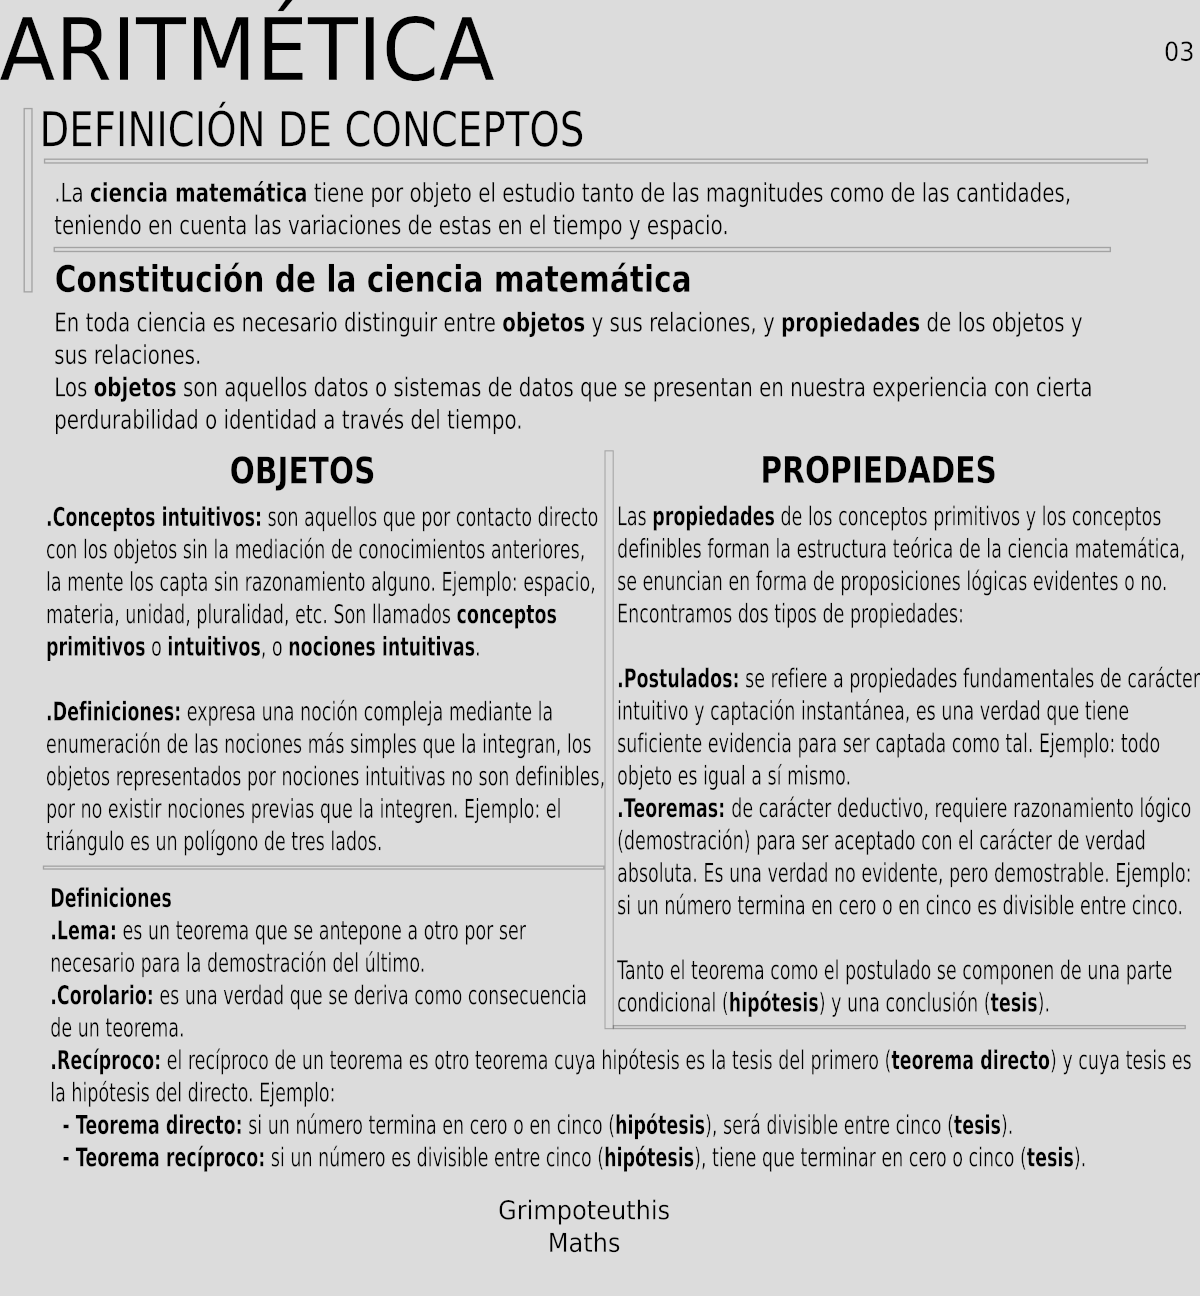 ARITMÉTICA
03
DEFINICIÓN DE CONCEPTOS
.La ciencia matemática tiene por objeto el estudio tanto de las magnitudes como de las cantidades,
teniendo en cuenta las variaciones de estas en el tiempo y espacio.
Constitución de la ciencia matemática
En toda ciencia es necesario distinguir entre objetos y sus relaciones, y propiedades de los objetos y
sus relaciones.
Los objetos son aquellos datos o sistemas de datos que se presentan en nuestra experiencia con cierta
perdurabilidad o identidad a través del tiempo.
OBJETOS
.Conceptos intuitivos: son aquellos que por contacto directo
con los objetos sin la mediación de conocimientos anteriores,
la mente los capta sin razonamiento alguno. Ejemplo: espacio,
materia, unidad, pluralidad, etc. Son llamados conceptos
primitivos o intuitivos, o nociones intuitivas.
.Definiciones: expresa una noción compleja mediante la
enumeración de las nociones más simples que la integran, los
objetos representados por nociones intuitivas no son definibles,
por no existir nociones previas que la integren. Ejemplo: el
triángulo es un polígono de tres lados.
PROPIEDADES
Las propiedades de los conceptos primitivos y los conceptos
definibles forman la estructura teórica de la ciencia matemática,
se enuncian en forma de proposiciones lógicas evidentes o no.
Encontramos dos tipos de propiedades:
.Postulados: se refiere a propiedades fundamentales de carácter
intuitivo y captación instantánea, es una verdad que tiene
suficiente evidencia para ser captada como tal. Ejemplo: todo
objeto es igual a sí mismo.
.Teoremas: de carácter deductivo, requiere razonamiento lógico
(demostración) para ser aceptado con el carácter de verdad
absoluta. Es una verdad no evidente, pero demostrable. Ejemplo:
si un número termina en cero o en cinco es divisible entre cinco.
Tanto el teorema como el postulado se componen de una parte
condicional (hipótesis) y una conclusión (tesis).
Definiciones
.Lema: es un teorema que se antepone a otro por ser
necesario para la demostración del último.
.Corolario: es una verdad que se deriva como consecuencia
de un teorema.
.Recíproco: el recíproco de un teorema es otro teorema cuya hipótesis es la tesis del primero (teorema directo) y cuya tesis es
la hipótesis del directo. Ejemplo:
- Teorema directo: si un número termina en cero o en cinco (hipótesis), será divisible entre cinco (tesis).
- Teorema recíproco: si un número es divisible entre cinco (hipótesis), tiene que terminar en cero o cinco (tesis).
Grimpoteuthis
Maths